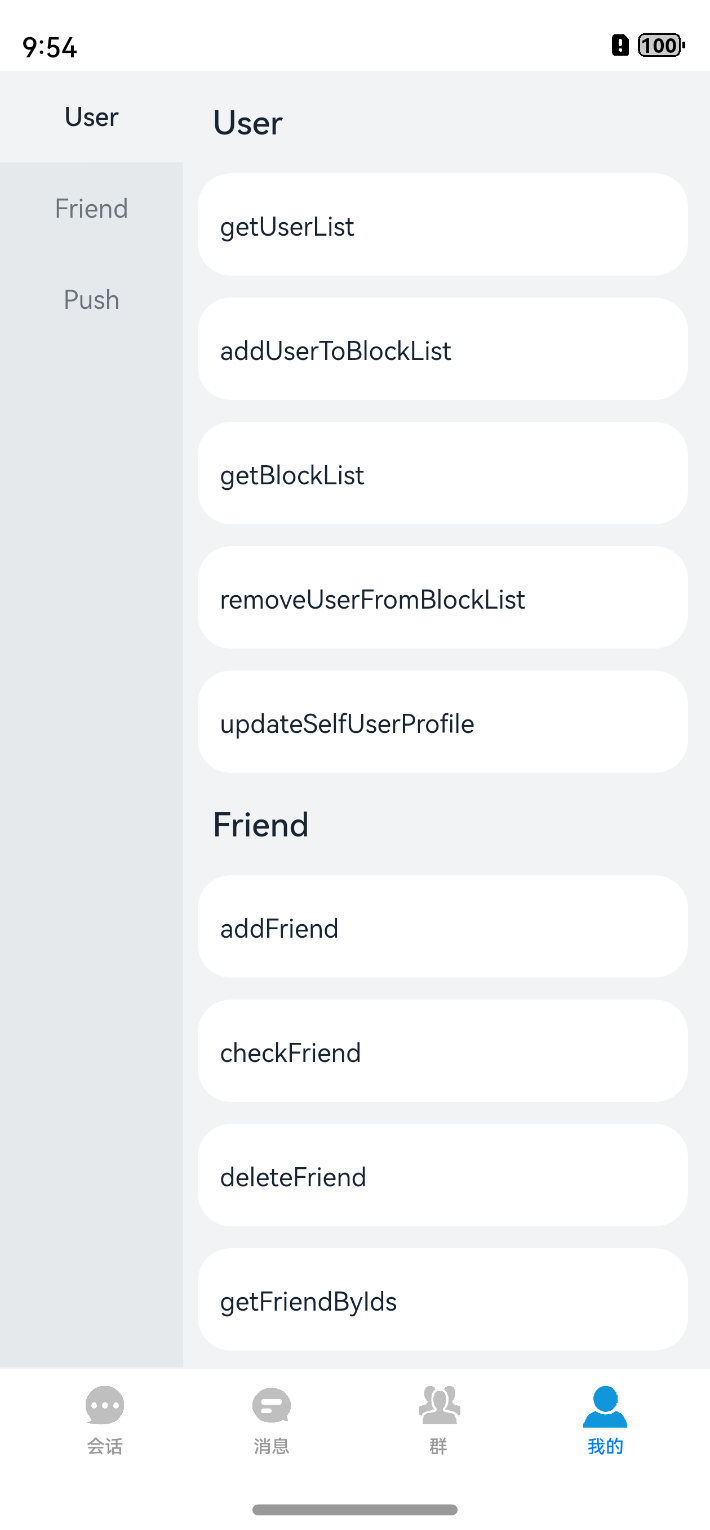 9:54
100
User
Friend
Push
User
getUserList
addUserToBlockList
getBlockList
removeUserFromBlockList
updateSelfUserProfile
Friend
addFriend
checkFriend
deleteFriend
getFriendByIds
会话
消息
群
我的